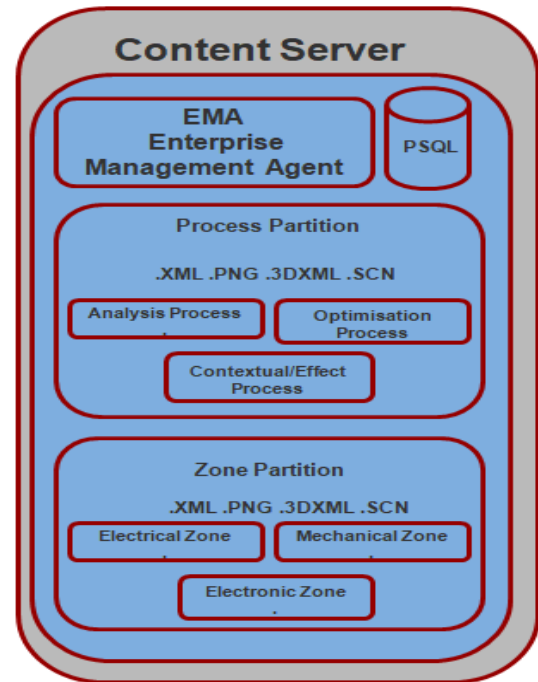 Content Server
EMA
Enterprise
Management Agent
PSQL
Process Partition
.XML .PNG .3DXML .SCN
Analysis Process
.
Optimisation
Process
Contextual/Effect
Process
Zone Partition
.XML .PNG .3DXML .SCN
Electrical Zone
.
Mechanical Zone
.
Electronic Zone
.